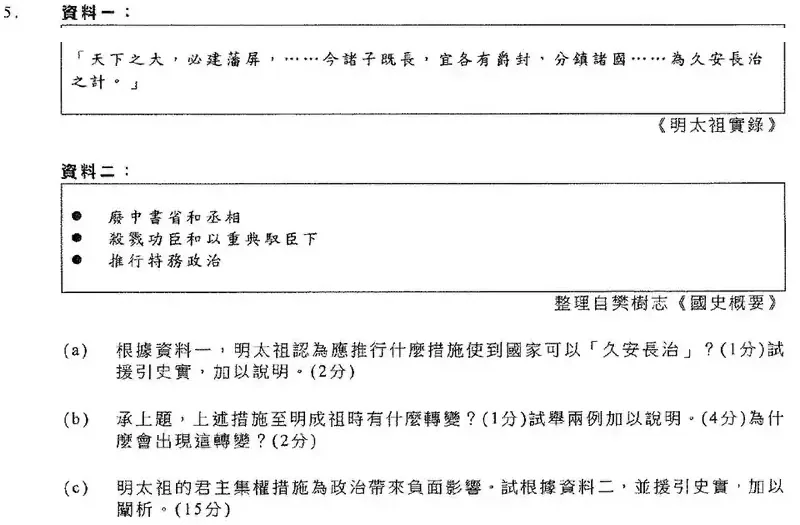 5. 資料一：
「天下之大，必建藩屏，……今諸子既長，宜各有爵封，分鎮諸國……為久安長治
之計。」
《明太祖實錄》
資料二：
● 廢中書省和丞相
● 殺戮功臣和以重典馭臣下
● 推行特務政治
整理自樊樹志《國史概要》
(a) 根據資料一，明太祖認為應推行什麼措施使到國家可以「久安長治」？(1分)試
援引史實，加以說明。(2分)
(b) 承上題，上述措施至明成祖時有什麼轉變？(1分)試舉兩例加以說明。(4分)為什
麼會出現這轉變？(2分)
(c) 明太祖的君主集權措施為政治帶來負面影響。試根據資料二，並援引史實，加以
闡析。(15分)